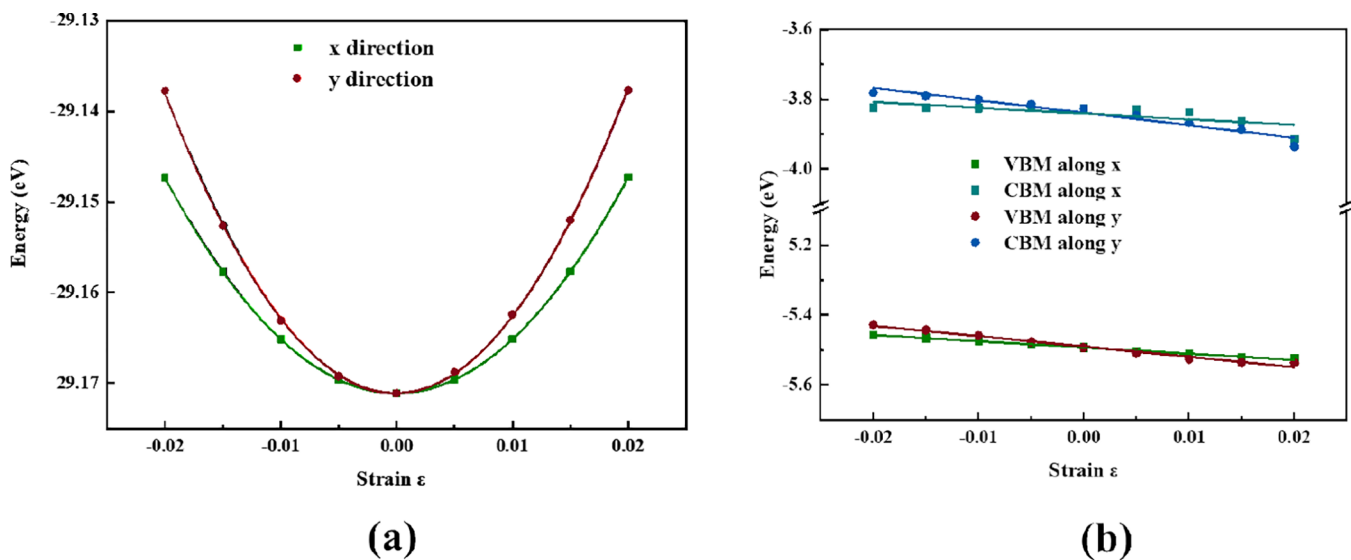 -29.13
-29.14
-29.15
-29.16
-29.17
Energy (eV)
x direction
y direction
-0.02
-0.01
0.00
0.01
0.02
Strain ε
(a)
-3.6
-3.8
-4.0
5.2
-5.4
-5.6
Energy (eV)
VBM along x
CBM along x
VBM along y
CBM along y
-0.02
-0.01
0.00
0.01
0.02
Strain ε
(b)